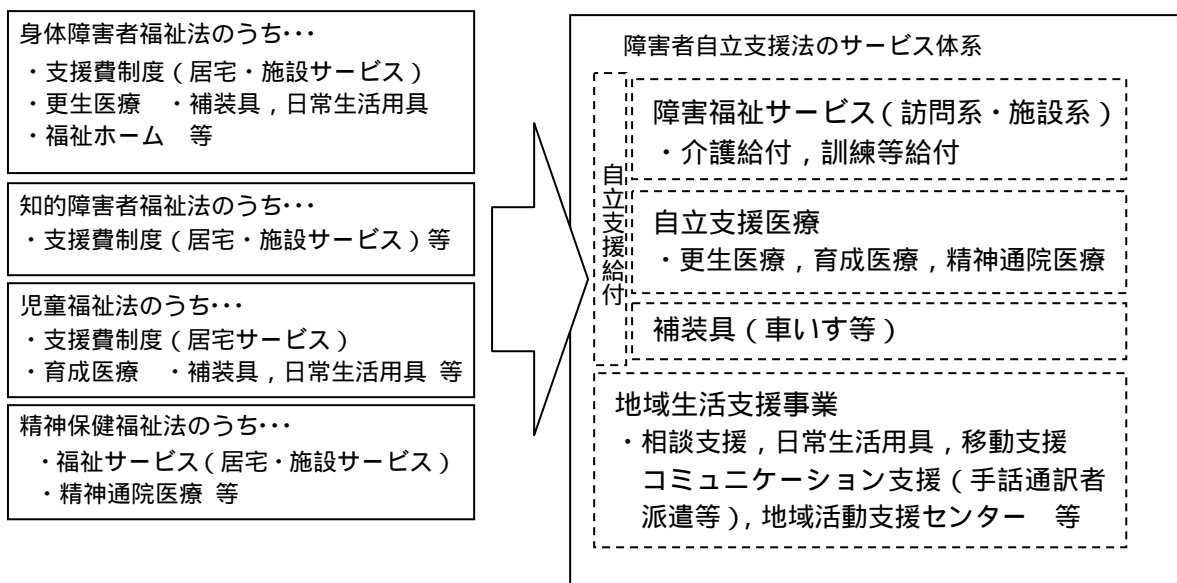 身体障害者福祉法のうち･･･
・支援費制度（居宅・施設サービス）
・更生医療　・補装具，日常生活用具
・福祉ホーム　等
知的障害者福祉法のうち･･･
・支援費制度（居宅・施設サービス）等
児童福祉法のうち･･･
・支援費制度（居宅サービス）
・育成医療　・補装具，日常生活用具 等
精神保健福祉法のうち･･･
・福祉サービス（居宅・施設サービス）
・精神通院医療 等
障害者自立支援法のサービス体系
自立支援給付
障害福祉サービス（訪問系・施設系）
・介護給付，訓練等給付
自立支援医療
・更生医療，育成医療，精神通院医療
補装具（車いす等）
地域生活支援事業
・相談支援，日常生活用具，移動支援
コミュニケーション支援（手話通訳者
派遣等），地域活動支援センター　等